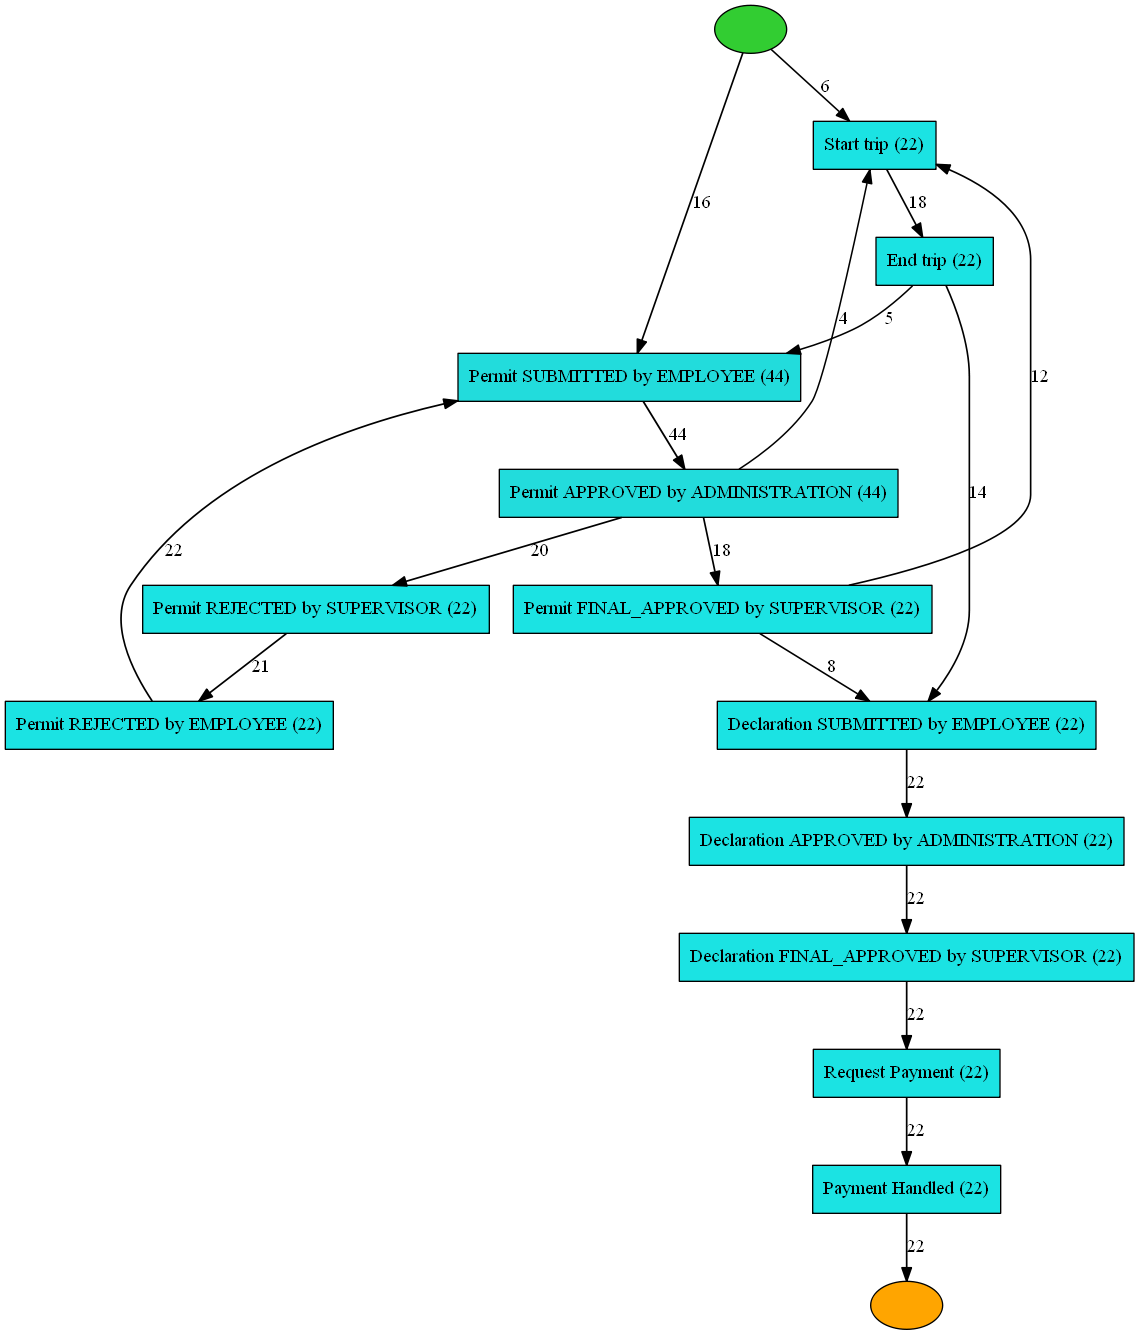 6
Start trip (22)
16
18
End trip (22)
4
5
12
Permit SUBMITTED by EMPLOYEE (44)
44
14
Permit APPROVED by ADMINISTRATION (44)
22
20
18
Permit REJECTED by SUPERVISOR (22)
Permit FINAL_APPROVED by SUPERVISOR (22)
21
8
Permit REJECTED by EMPLOYEE (22)
Declaration SUBMITTED by EMPLOYEE (22)
22
Declaration APPROVED by ADMINISTRATION (22)
22
Declaration FINAL_APPROVED by SUPERVISOR (22)
22
Request Payment (22)
22
Payment Handled (22)
22